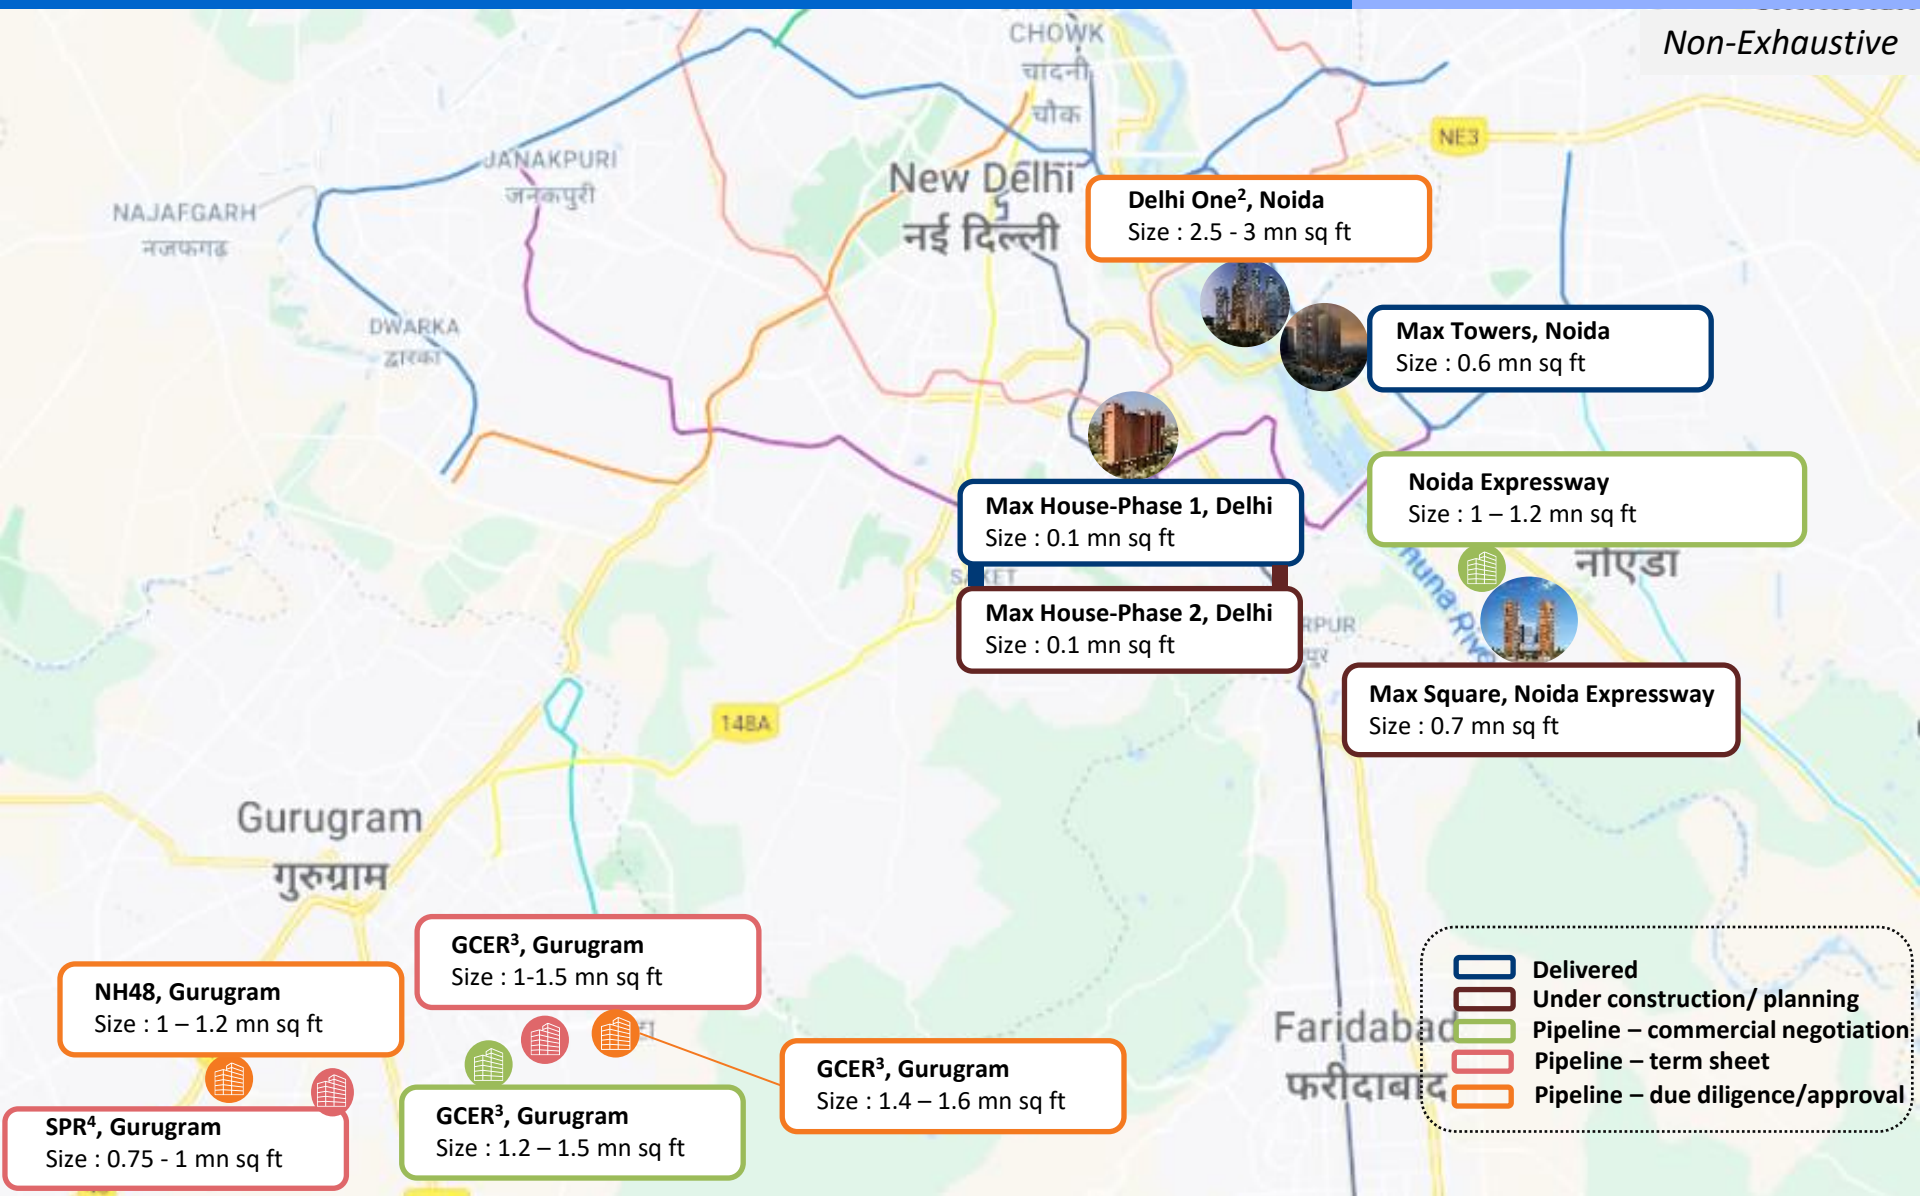 Non-Exhaustive
CHOWK
चांदनी
चौक
NE3
JANAKPURI
जनकपुरी
New Delhi
नई दिल्ली
NAJAFGARH
नजफगढ़
Delhi One², Noida
Size : 2.5 - 3 mn sq ft
DWARKA
द्वारका
Max Towers, Noida
Size : 0.6 mn sq ft
Max House-Phase 1, Delhi
Size : 0.1 mn sq ft
Noida Expressway
Size : 1 – 1.2 mn sq ft
नोएडा
Max House-Phase 2, Delhi
Size : 0.1 mn sq ft
RPUR
पुर
muna Rive
Max Square, Noida Expressway
Size : 0.7 mn sq ft
148A
Gurugram
गुरुग्राम
GCER³, Gurugram
Size : 1-1.5 mn sq ft
NH48, Gurugram
Size : 1 – 1.2 mn sq ft
GCER³, Gurugram
Size : 1.4 – 1.6 mn sq ft
SPR⁴, Gurugram
Size : 0.75 - 1 mn sq ft
GCER³, Gurugram
Size : 1.2 – 1.5 mn sq ft
Faridabad
फरीदाबाद
Delivered
Under construction/ planning
Pipeline – commercial negotiation
Pipeline – term sheet
Pipeline – due diligence/approval